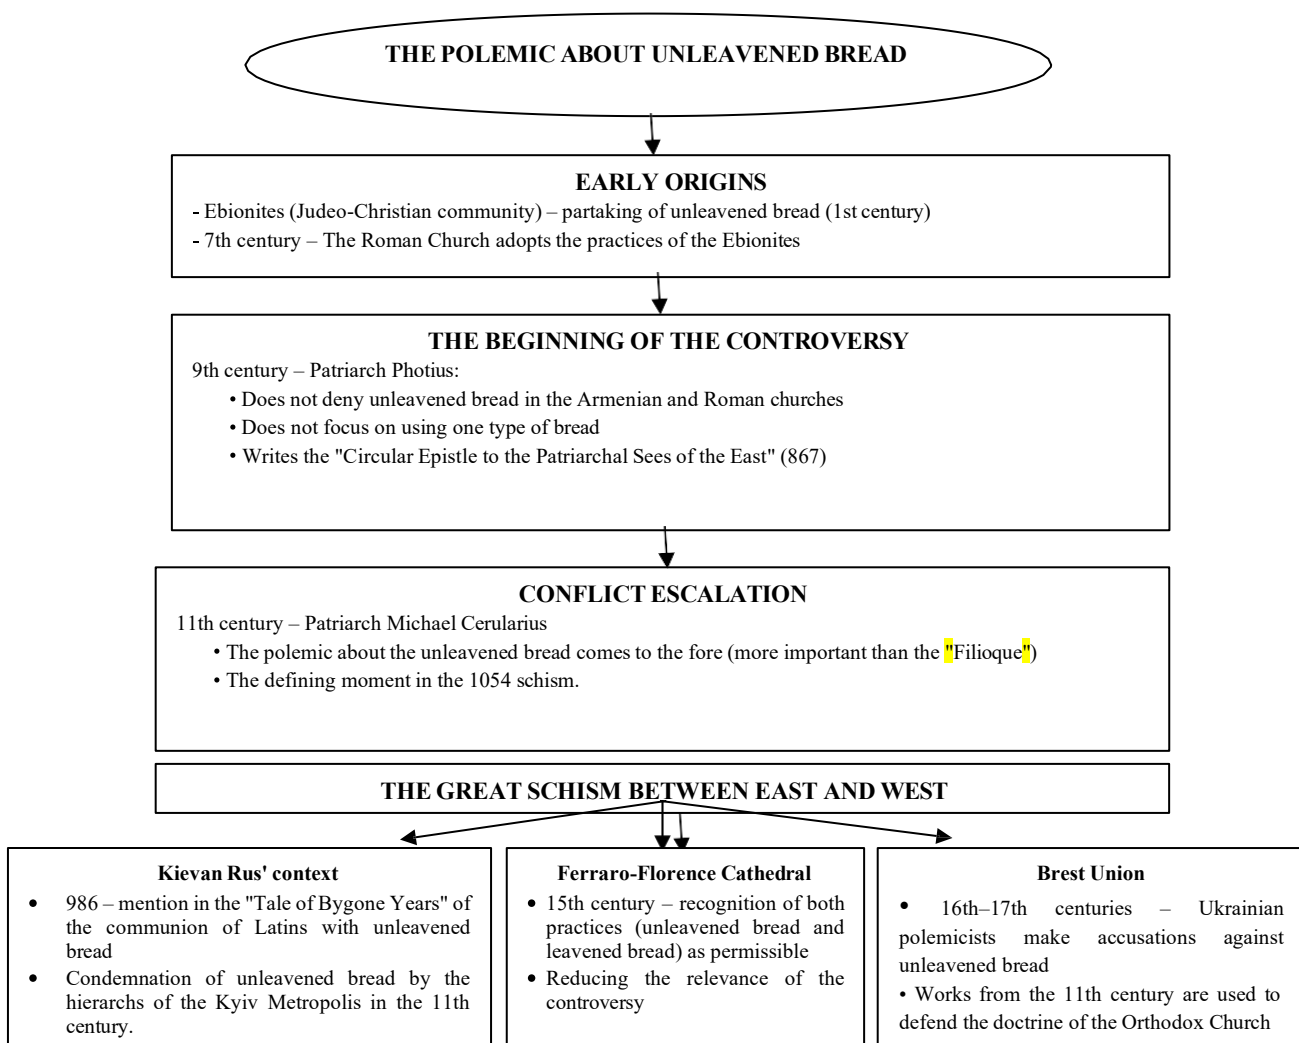 THE POLEMIC ABOUT UNLEAVENED BREAD
EARLY ORIGINS
- Ebionites (Judeo-Christian community) – partaking of unleavened bread (1st century)
- 7th century – The Roman Church adopts the practices of the Ebionites
THE BEGINNING OF THE CONTROVERSY
9th century – Patriarch Photius:
• Does not deny unleavened bread in the Armenian and Roman churches
• Does not focus on using one type of bread
• Writes the "Circular Epistle to the Patriarchal Sees of the East" (867)
CONFLICT ESCALATION
11th century – Patriarch Michael Cerularius
• The polemic about the unleavened bread comes to the fore (more important than the "Filioque")
• The defining moment in the 1054 schism.
THE GREAT SCHISM BETWEEN EAST AND WEST
Kievan Rus' context
• 986 – mention in the "Tale of Bygone Years" of
the communion of Latins with unleavened
bread
• Condemnation of unleavened bread by the
hierarchs of the Kyiv Metropolis in the 11th
century.
Ferraro-Florence Cathedral
• 15th century – recognition of both
practices (unleavened bread and
leavened bread) as permissible
• Reducing the relevance of the
controversy
Brest Union
• 16th–17th centuries – Ukrainian
polemicists make accusations against
unleavened bread
• Works from the 11th century are used to
defend the doctrine of the Orthodox Church